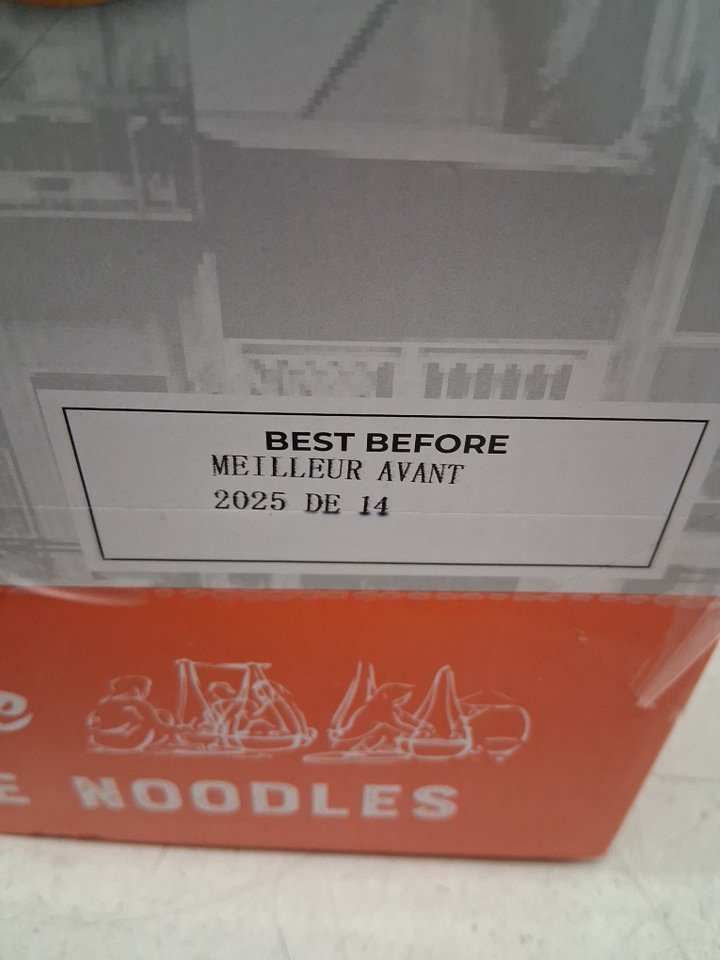 BEST BEFORE
MEILLEUR AVANT
2025 DE 14
e
E NOODLES